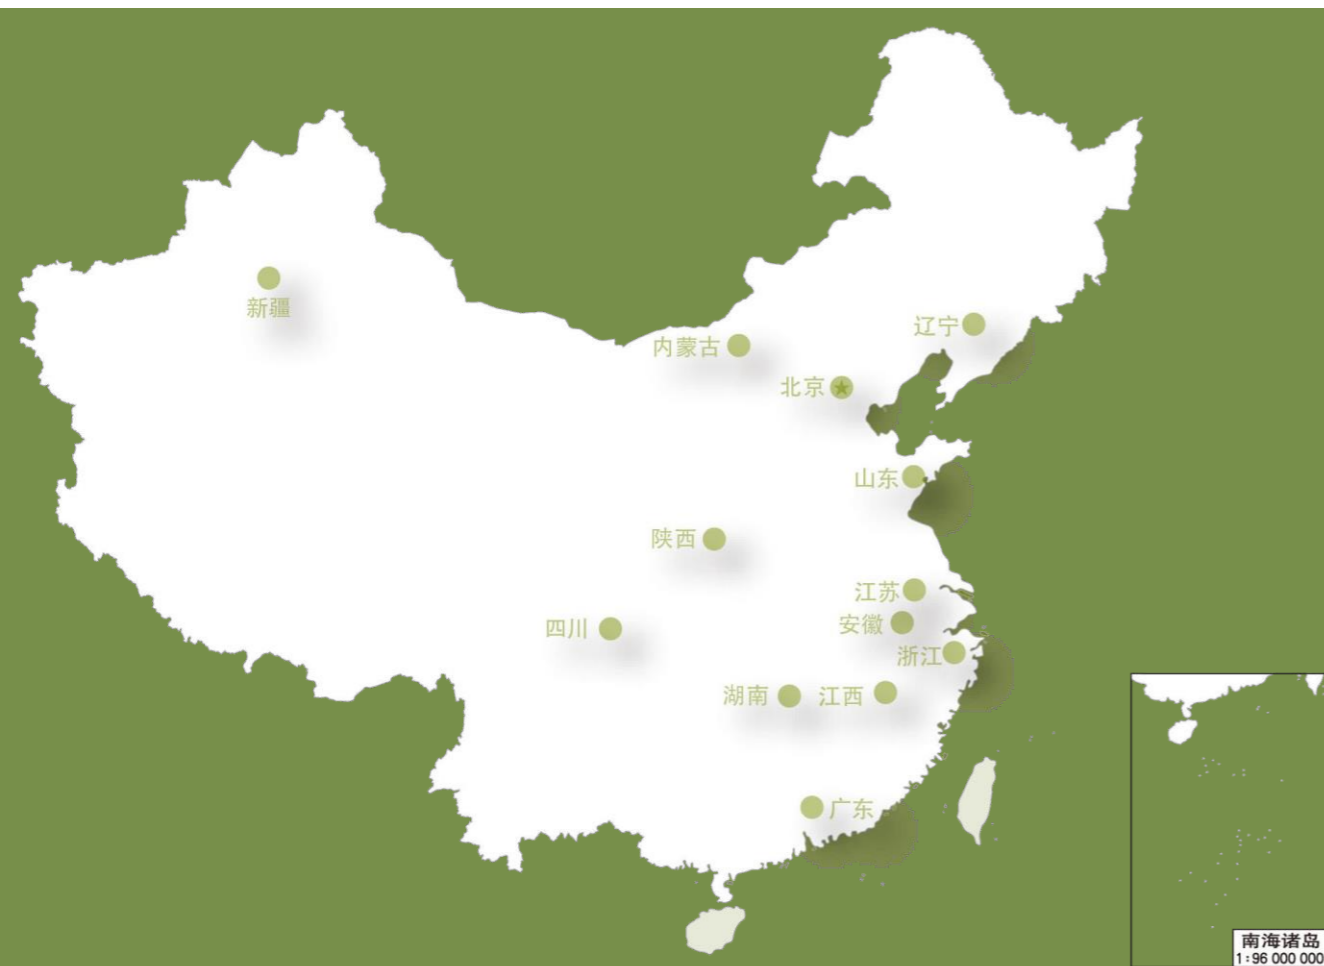 新疆
辽宁
内蒙古
北京
山东
陕西
江苏
安徽
四川
浙江
湖南
江西
广东
南海诸岛
1:96 000 000